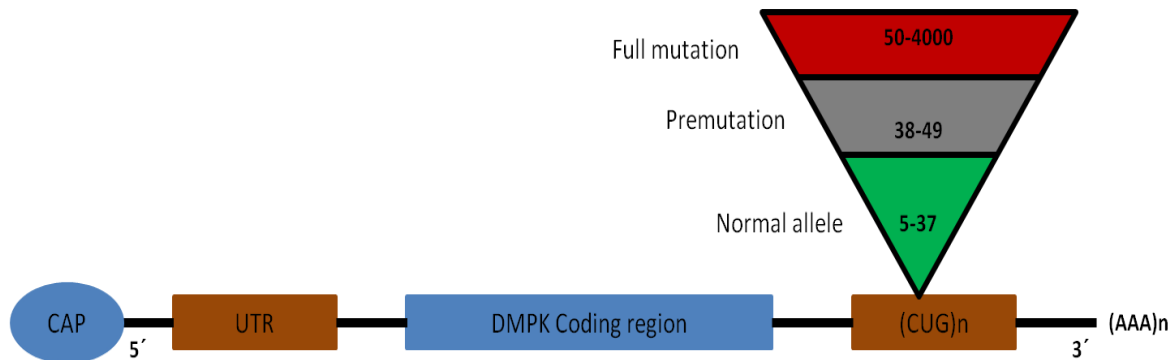 Full mutation 50-4000
Premutation 38-49
Normal allele 5-37
CAP UTR DMPK Coding region (CUG)n (AAA)n
5´ 3´